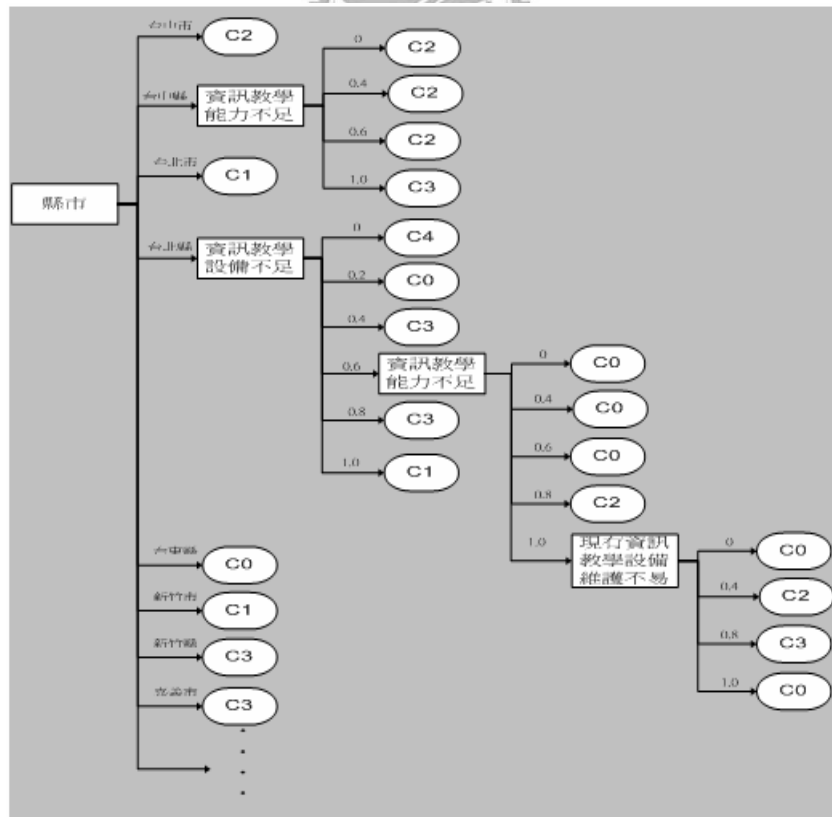 台中市
C2
0
C2
0.4
C2
台中縣
資訊教學
能力不足
0.6
C2
1.0
C3
台北市
C1
縣市
台北縣
資訊教學
設備不足
0
C4
0.2
C0
0.4
C3
0.6
資訊教學
能力不足
0
C0
0.4
C0
0.6
C0
0.8
C2
1.0
現有資訊
教學設備
維護不易
0
C0
0.4
C2
0.8
C3
1.0
C0
0.8
C3
1.0
C1
台東縣
C0
新竹市
C1
新竹縣
C3
嘉義市
C3